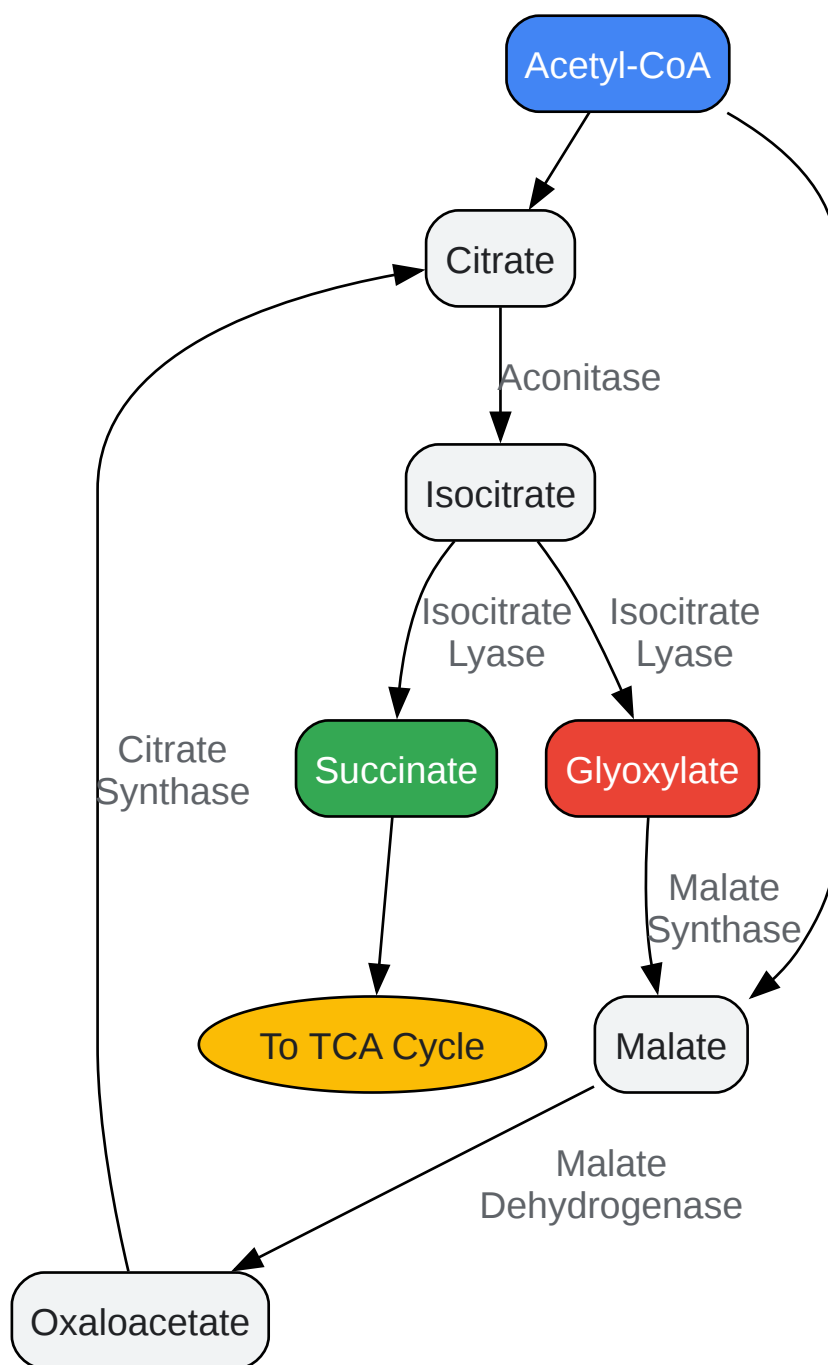 Acetyl-CoA
Citrate
Aconitase
Isocitrate
Isocitrate
Lyase
Isocitrate
Lyase
Citrate
Synthase
Succinate
Glyoxylate
Malate
Synthase
To TCA Cycle
Malate
Malate
Dehydrogenase
Oxaloacetate